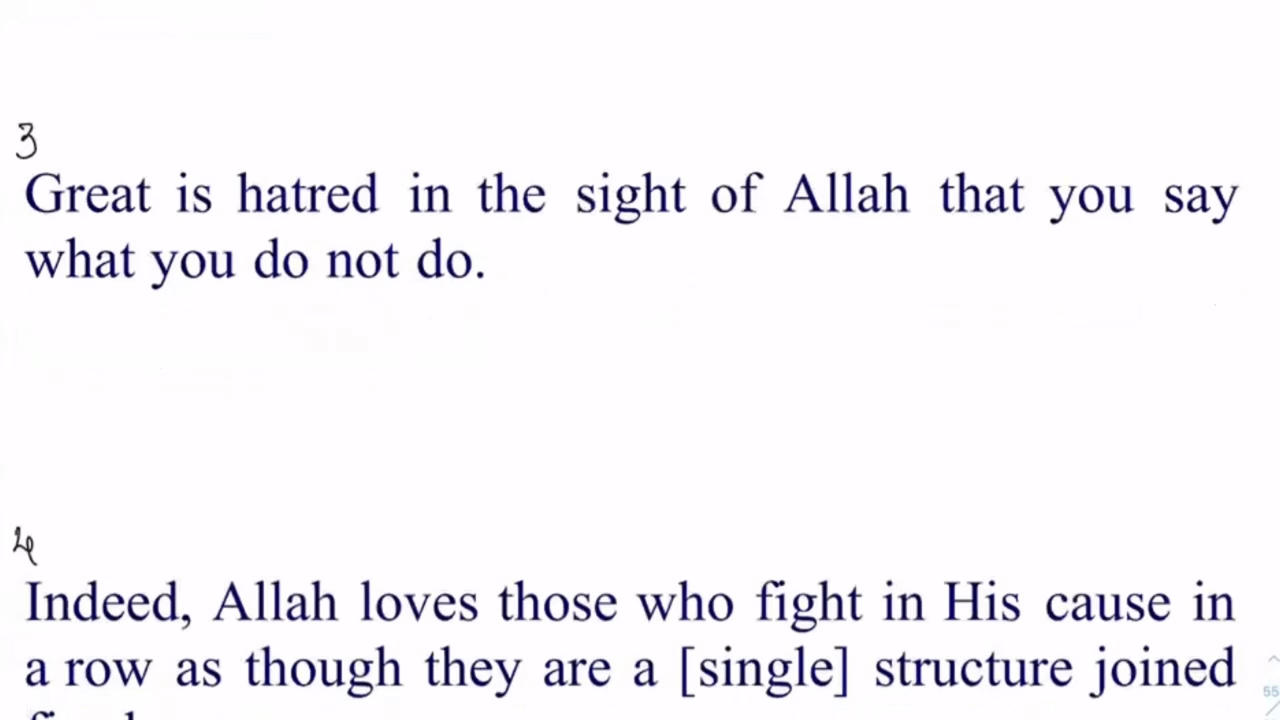 3
Great is hatred in the sight of Allah that you say
what you do not do.
4
Indeed, Allah loves those who fight in His cause in
a row as though they are a [single] structure joined
55